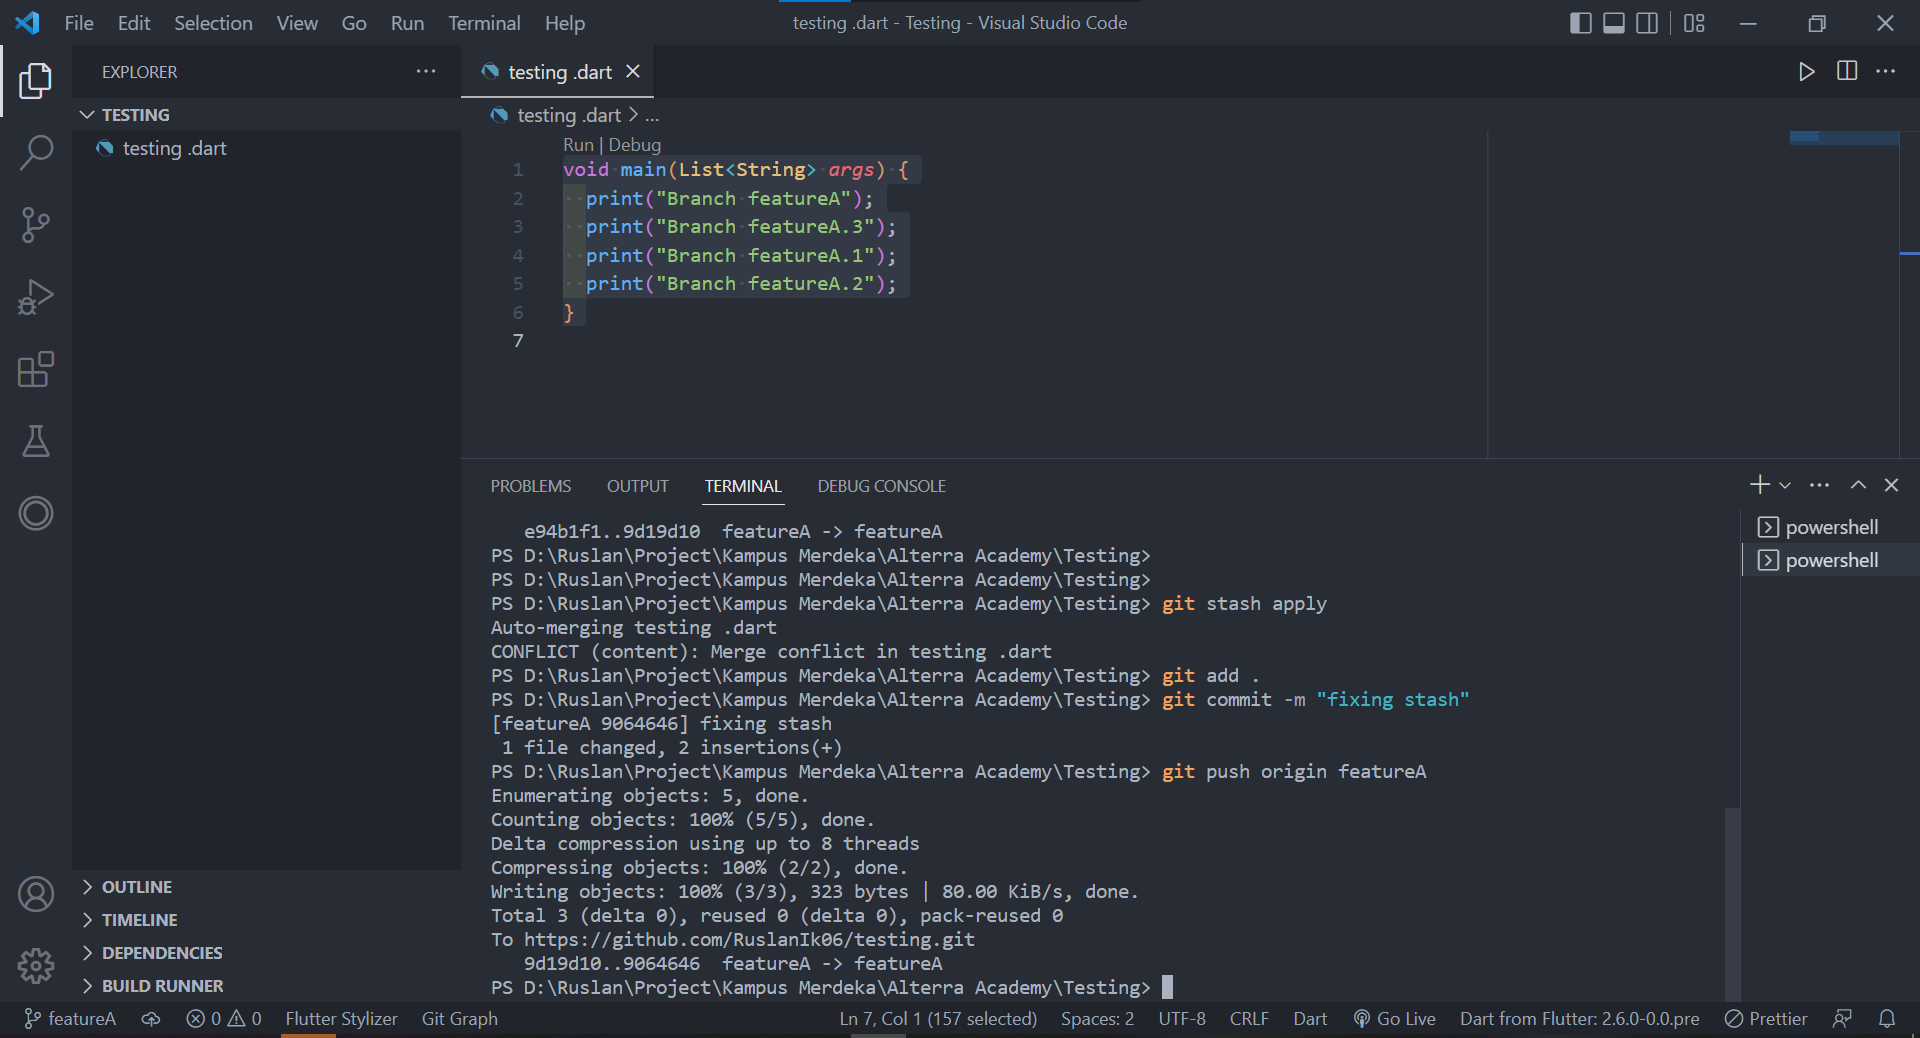 File Edit Selection View Go Run Terminal Help
testing .dart - Testing - Visual Studio Code
EXPLORER
TESTING
testing .dart
OUTLINE
TIMELINE
DEPENDENCIES
BUILD RUNNER
testing .dart
testing .dart > ...
Run | Debug
1 void main(List<String> args) {
2 print("Branch featureA");
3 print("Branch featureA.3");
4 print("Branch featureA.1");
5 print("Branch featureA.2");
6 }
7
PROBLEMS OUTPUT TERMINAL DEBUG CONSOLE
e94b1f1..9d19d10 featureA -> featureA
PS D:\Ruslan\Project\Kampus Merdeka\Alterra Academy\Testing>
PS D:\Ruslan\Project\Kampus Merdeka\Alterra Academy\Testing>
PS D:\Ruslan\Project\Kampus Merdeka\Alterra Academy\Testing> git stash apply
Auto-merging testing .dart
CONFLICT (content): Merge conflict in testing .dart
PS D:\Ruslan\Project\Kampus Merdeka\Alterra Academy\Testing> git add .
PS D:\Ruslan\Project\Kampus Merdeka\Alterra Academy\Testing> git commit -m "fixing stash"
[featureA 9064646] fixing stash
1 file changed, 2 insertions(+)
PS D:\Ruslan\Project\Kampus Merdeka\Alterra Academy\Testing> git push origin featureA
Enumerating objects: 5, done.
Counting objects: 100% (5/5), done.
Delta compression using up to 8 threads
Compressing objects: 100% (2/2), done.
Writing objects: 100% (3/3), 323 bytes | 80.00 KiB/s, done.
Total 3 (delta 0), reused 0 (delta 0), pack-reused 0
To https://github.com/RuslanIk06/testing.git
9d19d10..9064646 featureA -> featureA
PS D:\Ruslan\Project\Kampus Merdeka\Alterra Academy\Testing>
powershell
powershell
featureA 0 0 Flutter Stylizer Git Graph
Ln 7, Col 1 (157 selected) Spaces: 2 UTF-8 CRLF Dart Go Live Dart from Flutter: 2.6.0-0.0.pre Prettier